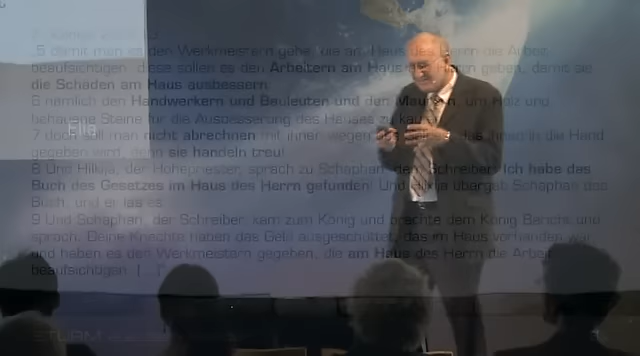 5 damit man es den Werkmeistern gebe, die am Haus des Herrn die Arbeit
beaufsichtigen; diese sollen es den Arbeitern am Haus geben, damit sie
die Schäden am Haus ausbessern,
6 nämlich den Handwerkern und Bauleuten und den Maurern, um Holz und
behauene Steine für die Ausbesserung des Hauses zu kaufen
7 doch soll man nicht abrechnen mit ihnen wegen das in die Hand
gegeben wird, denn sie handeln treu!
8 Und Hilkija, der Hohepriester, sprach zu Schaphan, dem Schreiber: Ich habe das
Buch des Gesetzes im Haus des Herrn gefunden! Und Hilkija übergab Schaphan das
Buch, und er las es.
9 Und Schaphan, der Schreiber, kam zum König und brachte dem König Bericht und
sprach: Deine Knechte haben das Geld ausgeschüttet, das im Haus vorhanden war
und haben es den Werkmeistern gegeben, die am Haus des Herrn die Arbeit
beaufsichtigen. [...]"